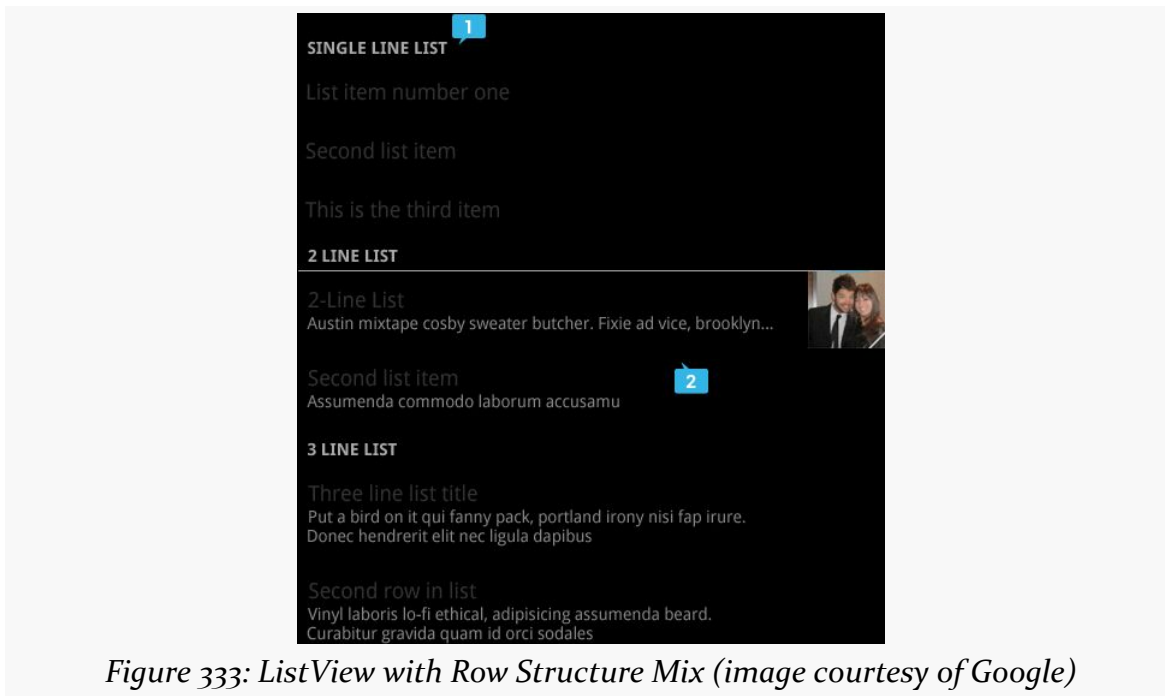 1
SINGLE LINE LIST
List item number one
Second list item
This is the third item
2 LINE LIST
2-Line List
Austin mixtape cosby sweater butcher. Fixie ad vice, brooklyn...
Second list item
2
Assumenda commodo laborum accusamu
3 LINE LIST
Three line list title
Put a bird on it qui fanny pack, portland irony nisi fap irure.
Donec hendrerit elit nec ligula dapibus
Second row in list
Vinyl laboris lo-fi ethical, adipisicing assumenda beard.
Curabitur gravida quam id orci sodales
Figure 333: ListView with Row Structure Mix (image courtesy of Google)